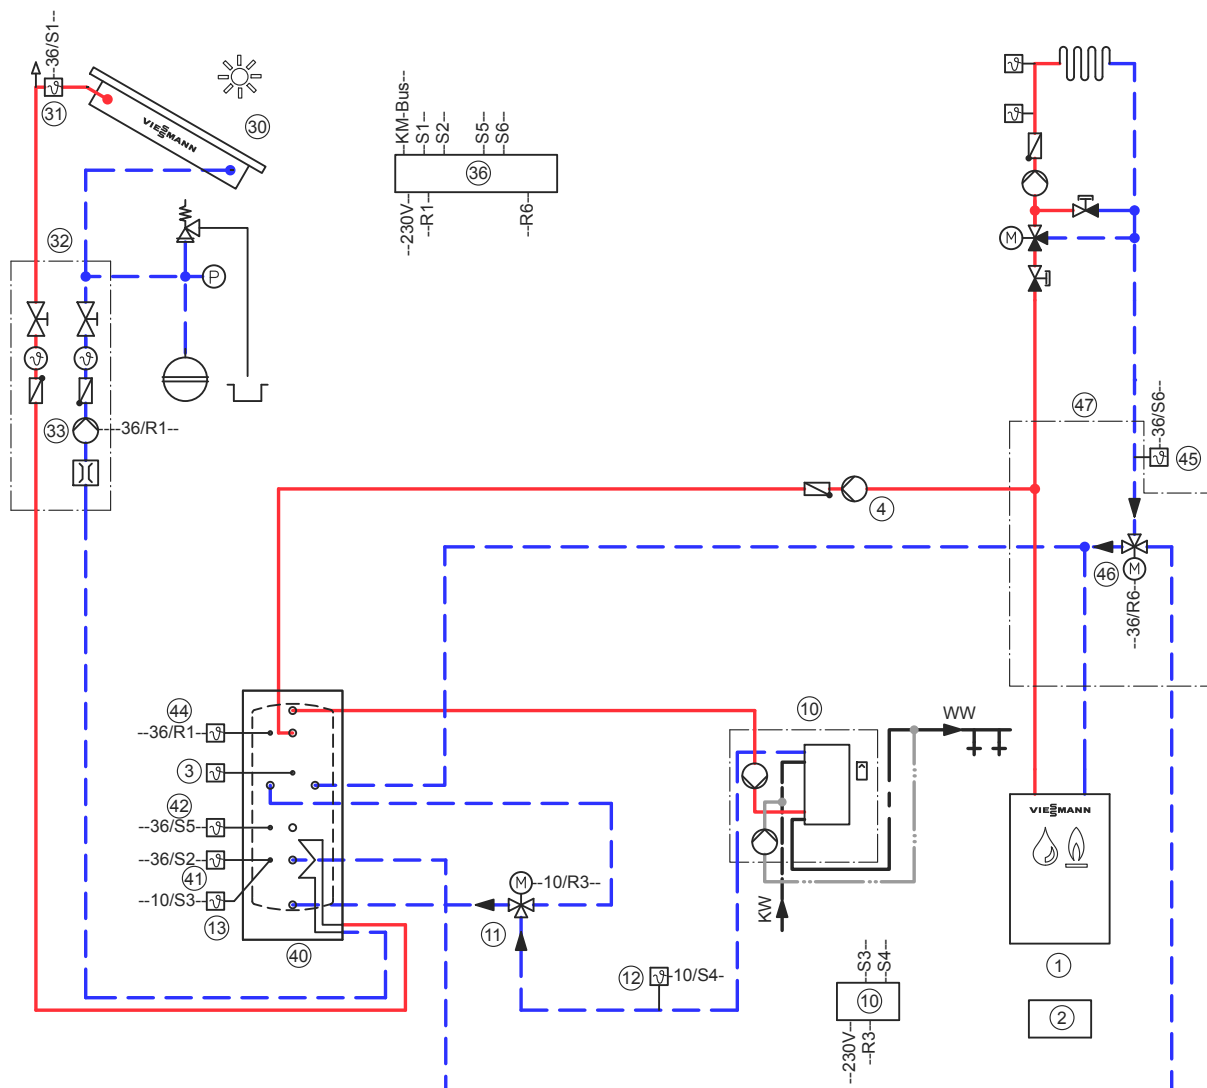 --36/S1--
31
30
VIESSMANN
--KM-Bus--
--S1--
--S2--
--S5--
--S6--
36
--230V--
--R1--
--R6--
M
32
P
33
--36/R1--
47
--36/S6--
45
4
46
M
--36/R6--
44
--36/R1--
3
42
--36/S5--
--36/S2--
41
--10/S3--
13
40
M
--10/R3--
11
12
--10/S4--
10
WW
KW
VIESSMANN
1
2
--S3--
--S4--
10
--230V--
--R3--